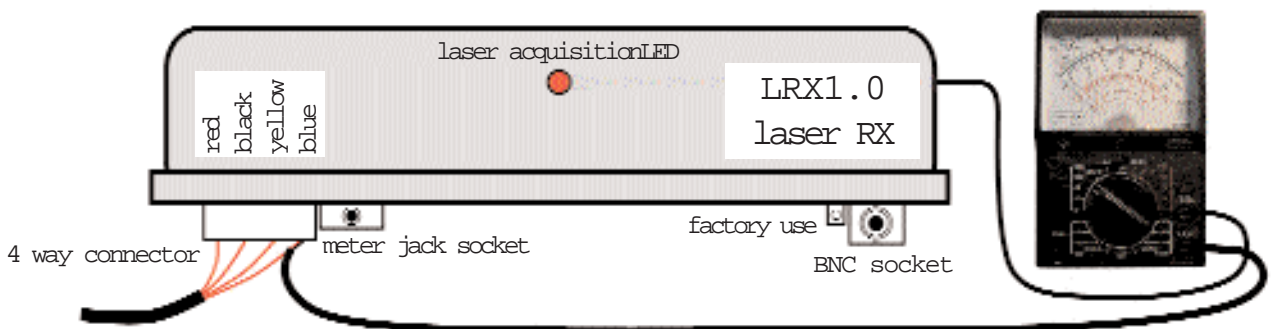 laser acquisitionLED
red
black
yellow
blue
LRX1.0
laser RX
4 way connector
meter jack socket
factory use
BNC socket